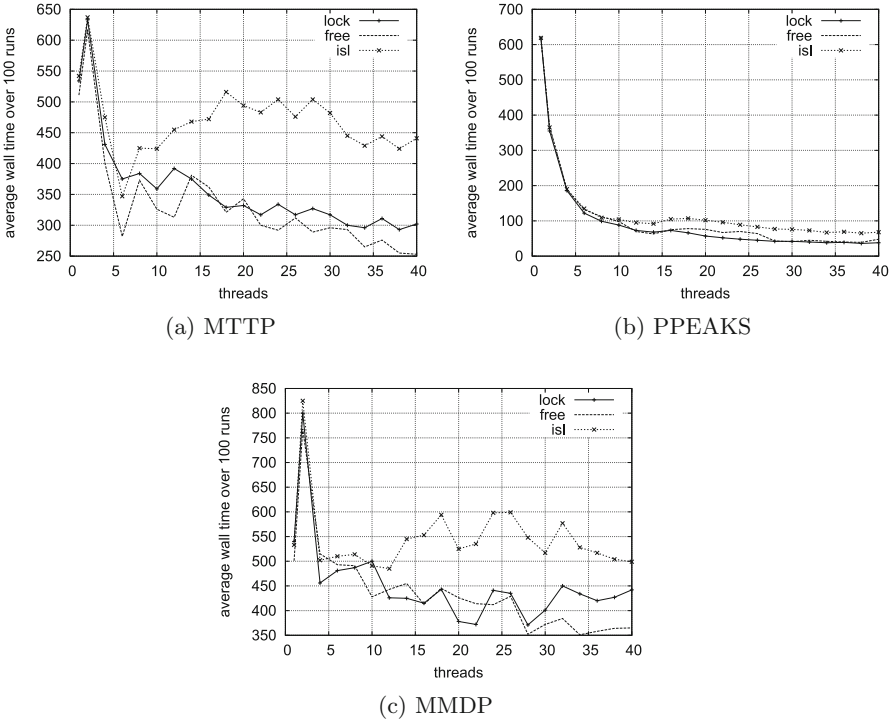 650
600
550
500
450
400
350
300
250
average wall time over 100 runs
lock
free
isl
0 5 10 15 20 25 30 35 40
threads
(a) MTTP
700
600
500
400
300
200
100
0
average wall time over 100 runs
lock
free
isl
0 5 10 15 20 25 30 35 40
threads
(b) PPEAKS
850
800
750
700
650
600
550
500
450
400
350
average wall time over 100 runs
lock
free
isl
0 5 10 15 20 25 30 35 40
threads
(c) MMDP